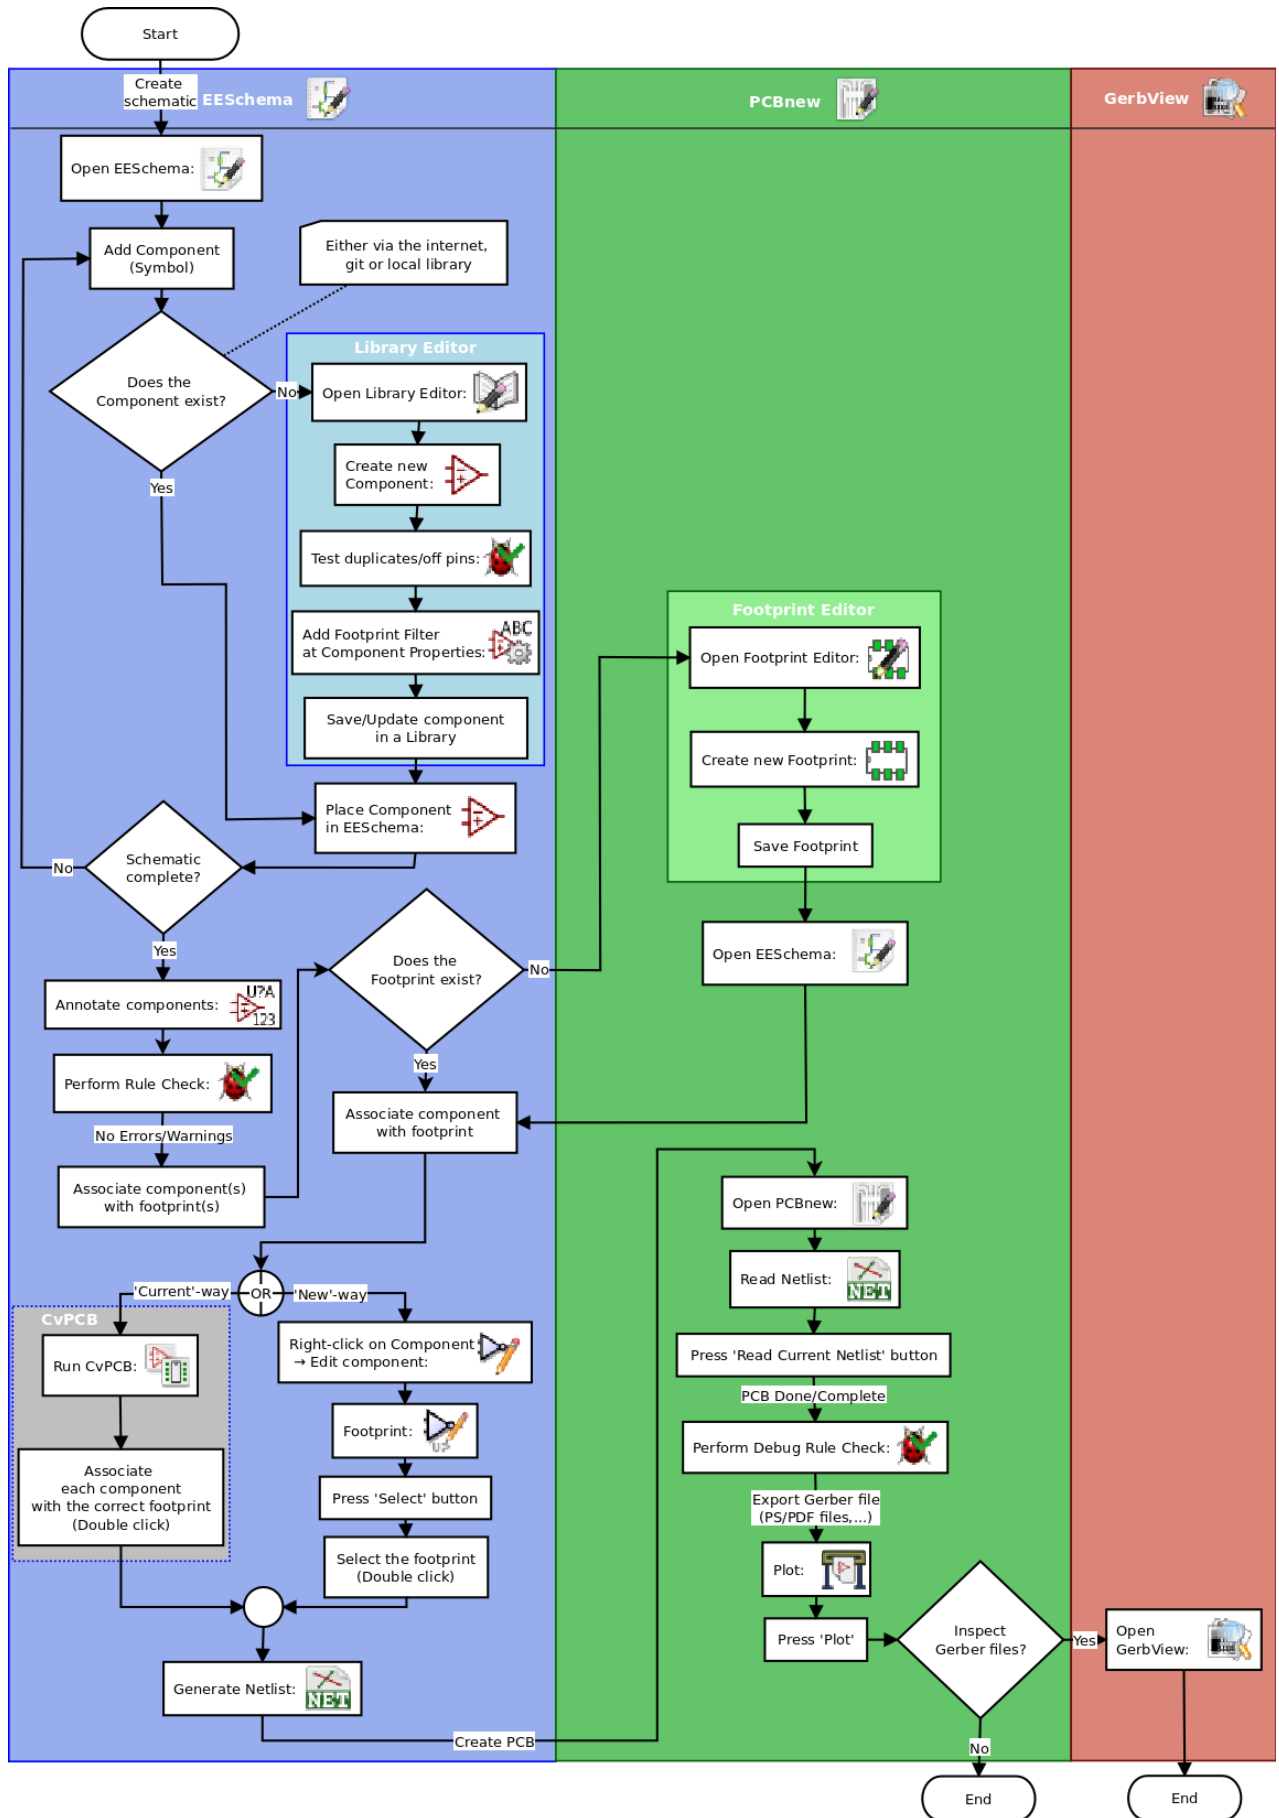 Start
Create
schematic
EESchema
PCBnew
GerbView
Open EESchema:
Add Component
(Symbol)
Either via the internet,
git or local library
Does the
Component exist?
No
Yes
Library Editor
Open Library Editor:
Create new
Component:
Test duplicates/off pins:
Add Footprint Filter
at Component Properties:
ABC
Save/Update component
in a Library
Place Component
in EESchema:
Schematic
complete?
No
Yes
Annotate components:
U?A
123
Perform Rule Check:
No Errors/Warnings
Associate component(s)
with footprint(s)
Does the
Footprint exist?
No
Yes
Footprint Editor
Open Footprint Editor:
Create new Footprint:
Save Footprint
Open EESchema:
Associate component
with footprint
OR
'Current'-way
'New'-way
CvPCB
Run CvPCB:
Associate
each component
with the correct footprint
(Double click)
Right-click on Component
→ Edit component:
Footprint:
U?
Press 'Select' button
Select the footprint
(Double click)
Generate Netlist:
NET
Create PCB
Open PCBnew:
Read Netlist:
NET
Press 'Read Current Netlist' button
PCB Done/Complete
Perform Debug Rule Check:
Export Gerber file
(PS/PDF files,...)
Plot:
Press 'Plot'
Inspect
Gerber files?
Yes
No
Open
GerbView:
End
End